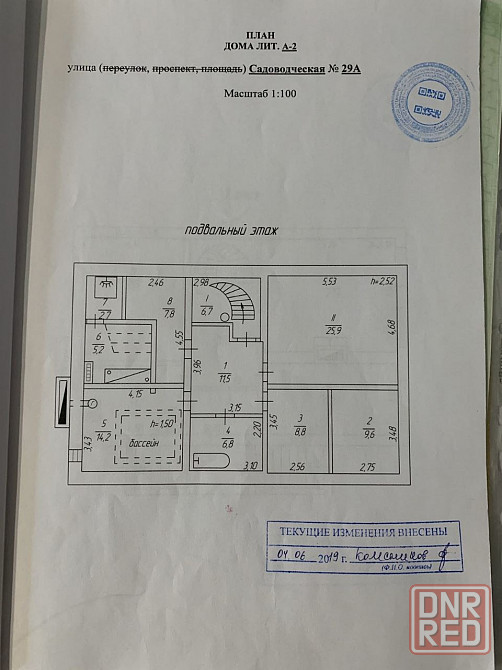 ПЛАН
ДОМА ЛИТ. А-2
улица (переулок, проспект, площадь) Садоводческая № 29А
Масштаб 1:100
подвальный этаж
2,46
2,98
5,53
h=2,52
7
2,7
8
7,8
I
6,7
II
25,9
4,68
6
5,2
4,55
3,96
1
11,5
4,15
3,15
5
14,2
h=1,50
бассейн
3,43
Г
4
6,8
2,20
3,10
3,45
3
8,8
2,56
2
9,6
3,48
2,75
ТЕКУЩИЕ ИЗМЕНЕНИЯ ВНЕСЕНЫ
04 06 2019 г.
DNR
RED